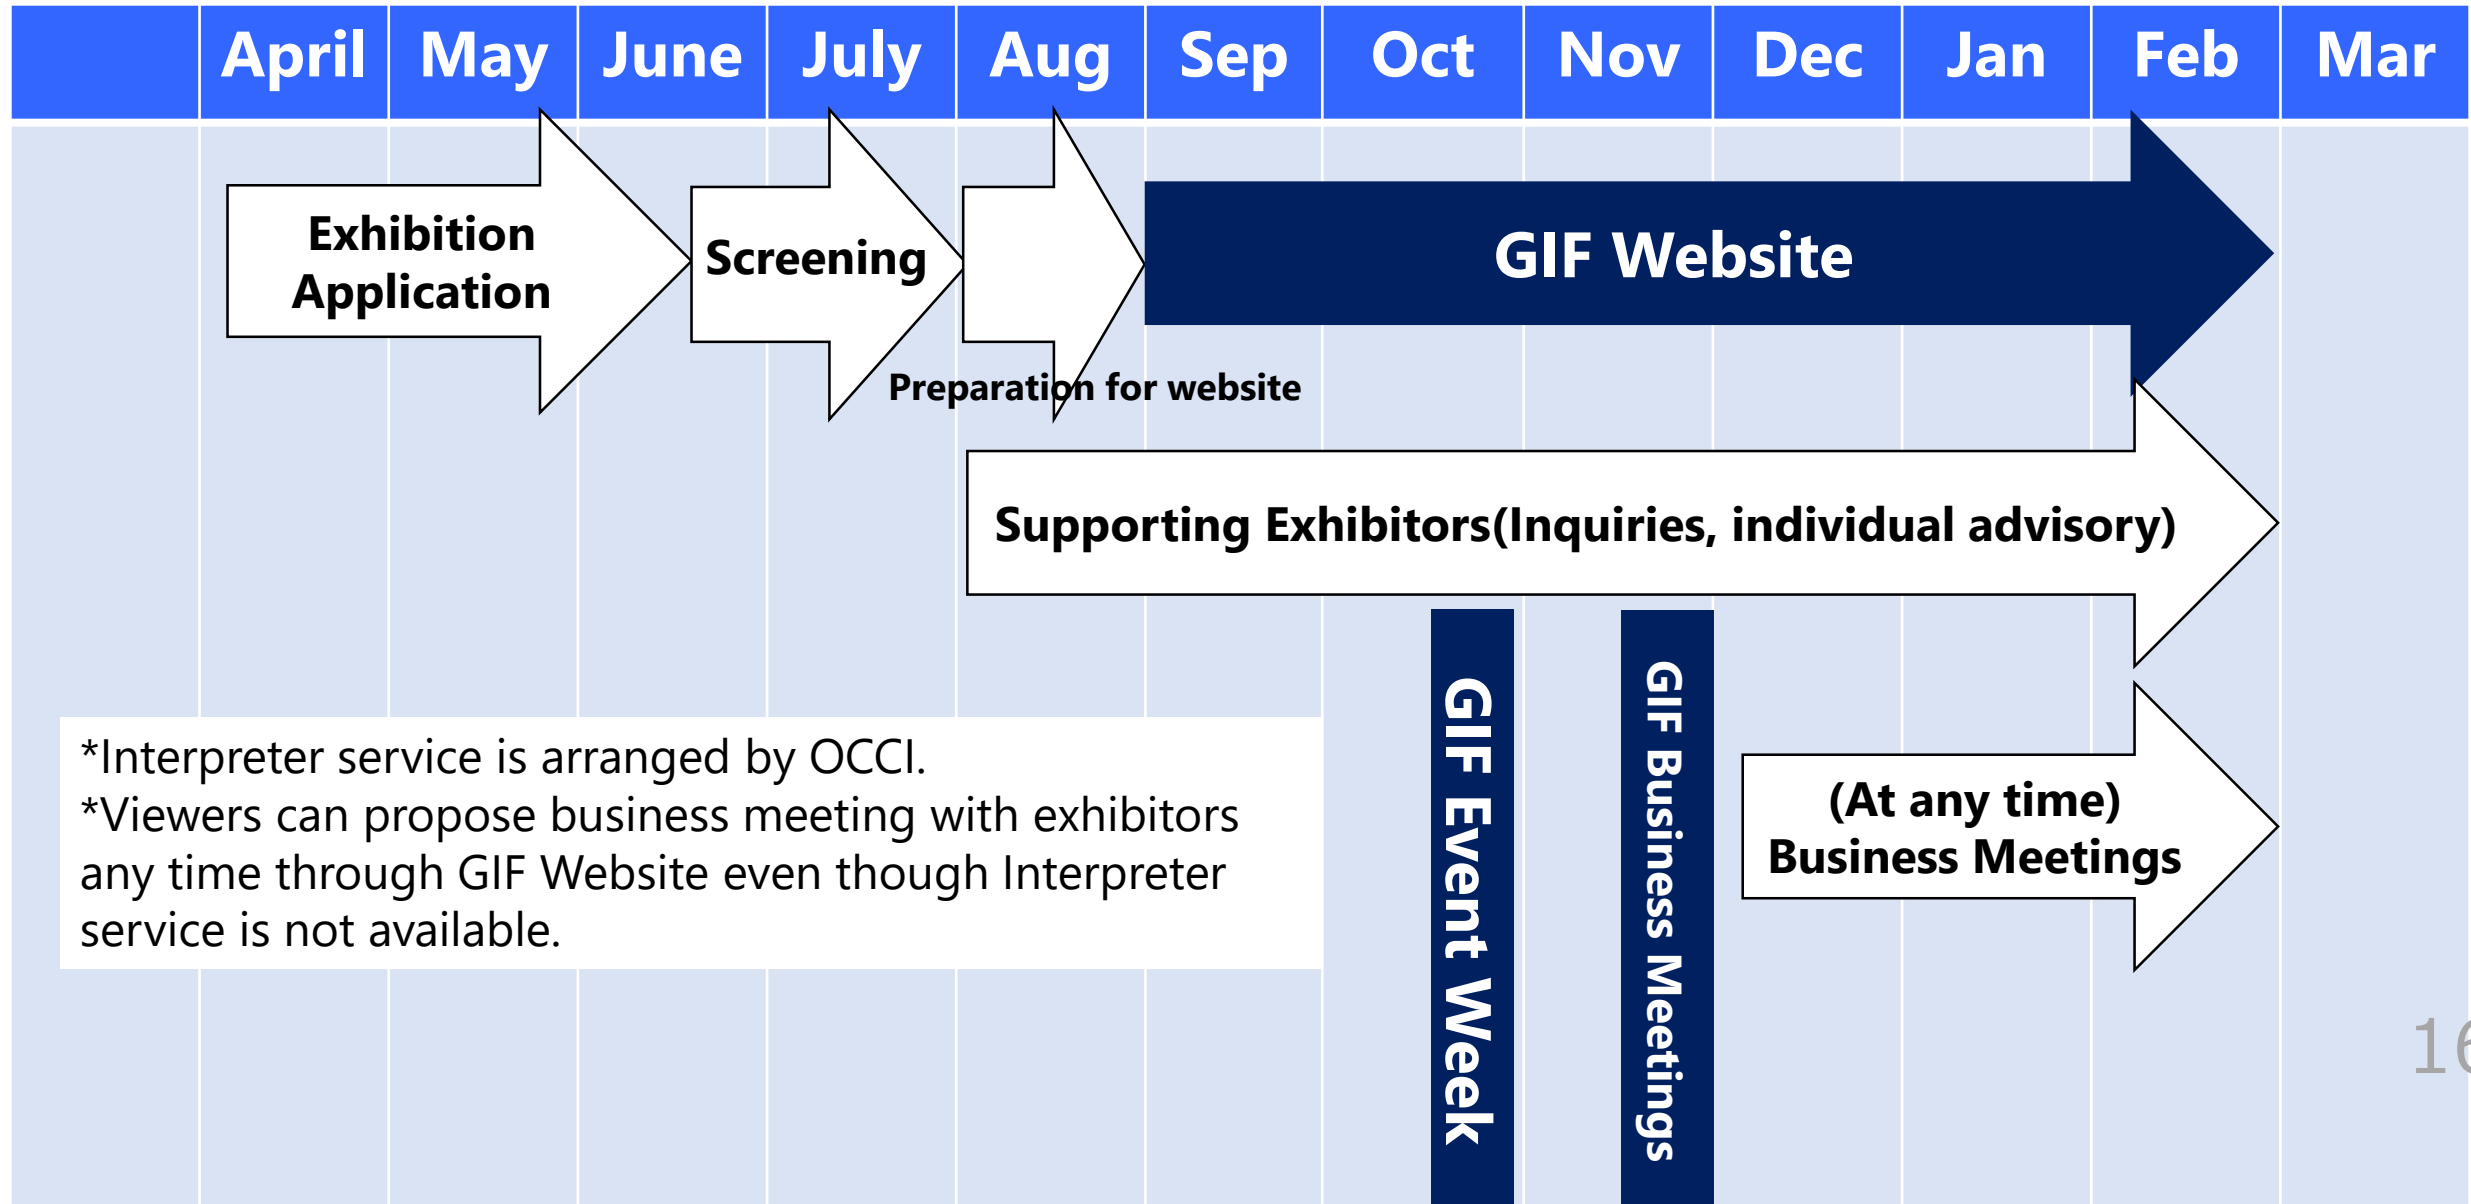 April May June July Aug Sep Oct Nov Dec Jan Feb Mar
Exhibition
Application
Screening
GIF Website
Preparation for website
Supporting Exhibitors(Inquiries, individual advisory)
GIF Event Week
GIF Business Meetings
(At any time)
Business Meetings
*Interpreter service is arranged by OCCI.
*Viewers can propose business meeting with exhibitors
any time through GIF Website even though Interpreter
service is not available.
16